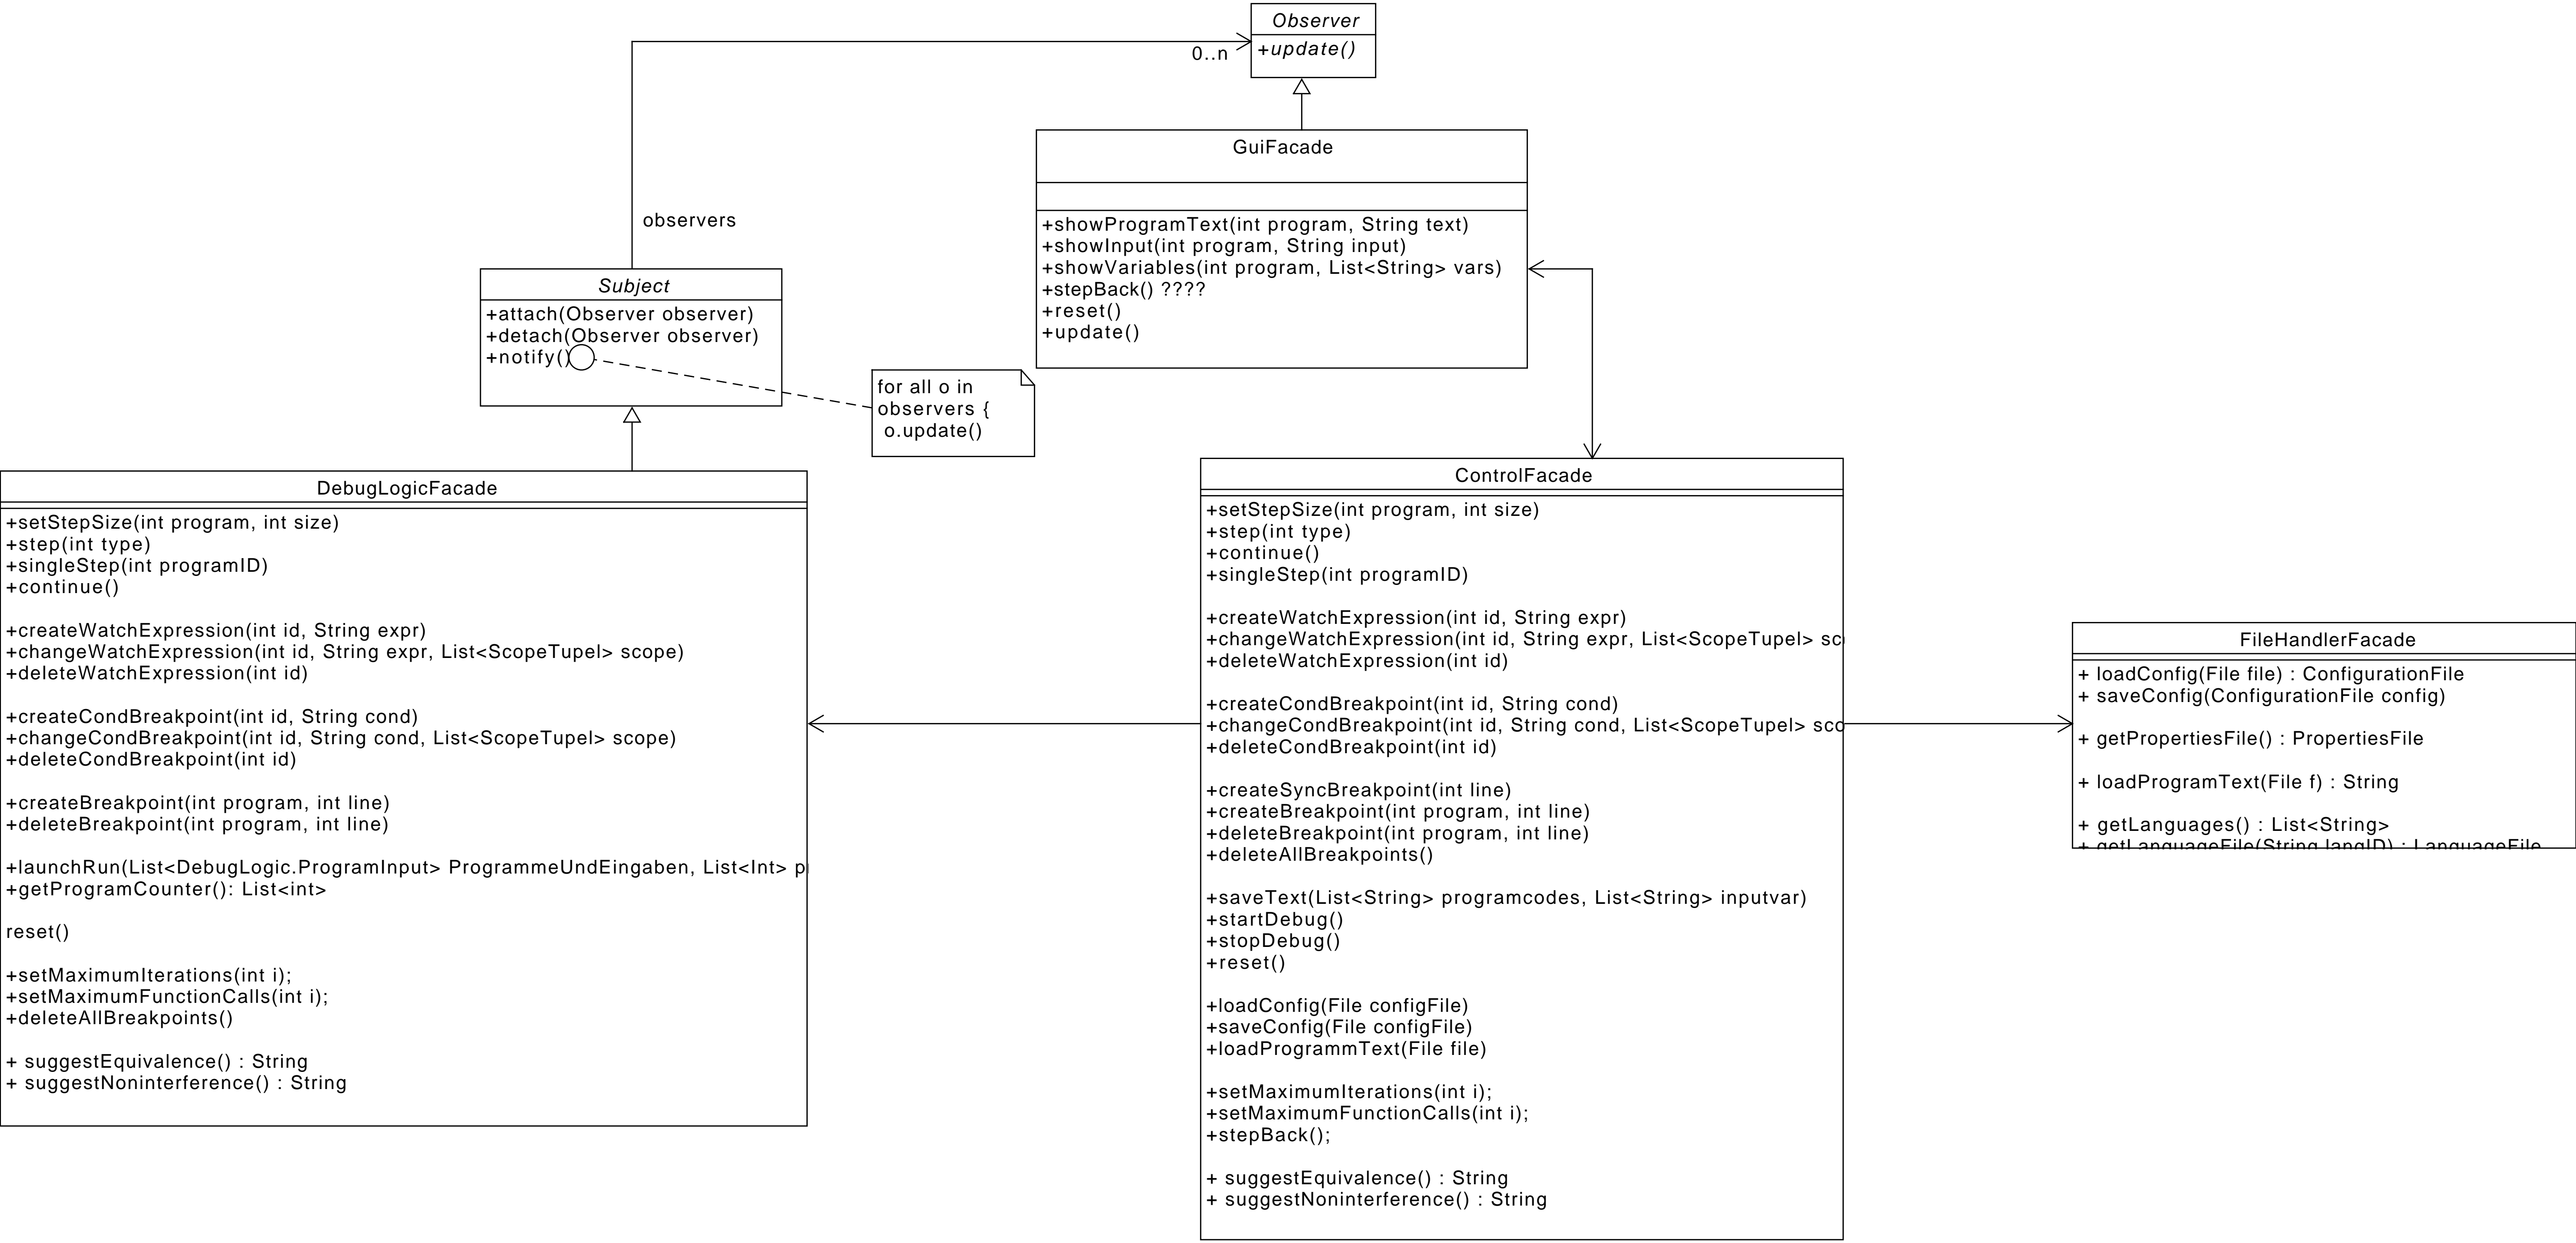 Observer
+update()
0..n
observers
GuiFacade
+showProgramText(int program, String text)
+showInput(int program, String input)
+showVariables(int program, List<String> vars)
+stepBack() ????
+reset()
+update()
Subject
+attach(Observer observer)
+detach(Observer observer)
+notify()
for all o in
observers {
o.update()
DebugLogicFacade
+setStepSize(int program, int size)
+step(int type)
+singleStep(int programID)
+continue()
+createWatchExpression(int id, String expr)
+changeWatchExpression(int id, String expr, List<ScopeTupel> scope)
+deleteWatchExpression(int id)
+createCondBreakpoint(int id, String cond)
+changeCondBreakpoint(int id, String cond, List<ScopeTupel> scope)
+deleteCondBreakpoint(int id)
+createBreakpoint(int program, int line)
+deleteBreakpoint(int program, int line)
+launchRun(List<DebugLogic.ProgramInput> ProgrammeUndEingaben, List<Int> p
+getProgramCounter(): List<int>
reset()
+setMaximumIterations(int i);
+setMaximumFunctionCalls(int i);
+deleteAllBreakpoints()
+ suggestEquivalence() : String
+ suggestNoninterference() : String
ControlFacade
+setStepSize(int program, int size)
+step(int type)
+continue()
+singleStep(int programID)
+createWatchExpression(int id, String expr)
+changeWatchExpression(int id, String expr, List<ScopeTupel> sc
+deleteWatchExpression(int id)
+createCondBreakpoint(int id, String cond)
+changeCondBreakpoint(int id, String cond, List<ScopeTupel> sco
+deleteCondBreakpoint(int id)
+createSyncBreakpoint(int line)
+createBreakpoint(int program, int line)
+deleteBreakpoint(int program, int line)
+deleteAllBreakpoints()
+saveText(List<String> programcodes, List<String> inputvar)
+startDebug()
+stopDebug()
+reset()
+loadConfig(File configFile)
+saveConfig(File configFile)
+loadProgrammText(File file)
+setMaximumIterations(int i);
+setMaximumFunctionCalls(int i);
+stepBack();
+ suggestEquivalence() : String
+ suggestNoninterference() : String
FileHandlerFacade
+ loadConfig(File file) : ConfigurationFile
+ saveConfig(ConfigurationFile config)
+ getPropertiesFile() : PropertiesFile
+ loadProgramText(File f) : String
+ getLanguages() : List<String>
+ getLanguageFile(String langID) : LanguageFile